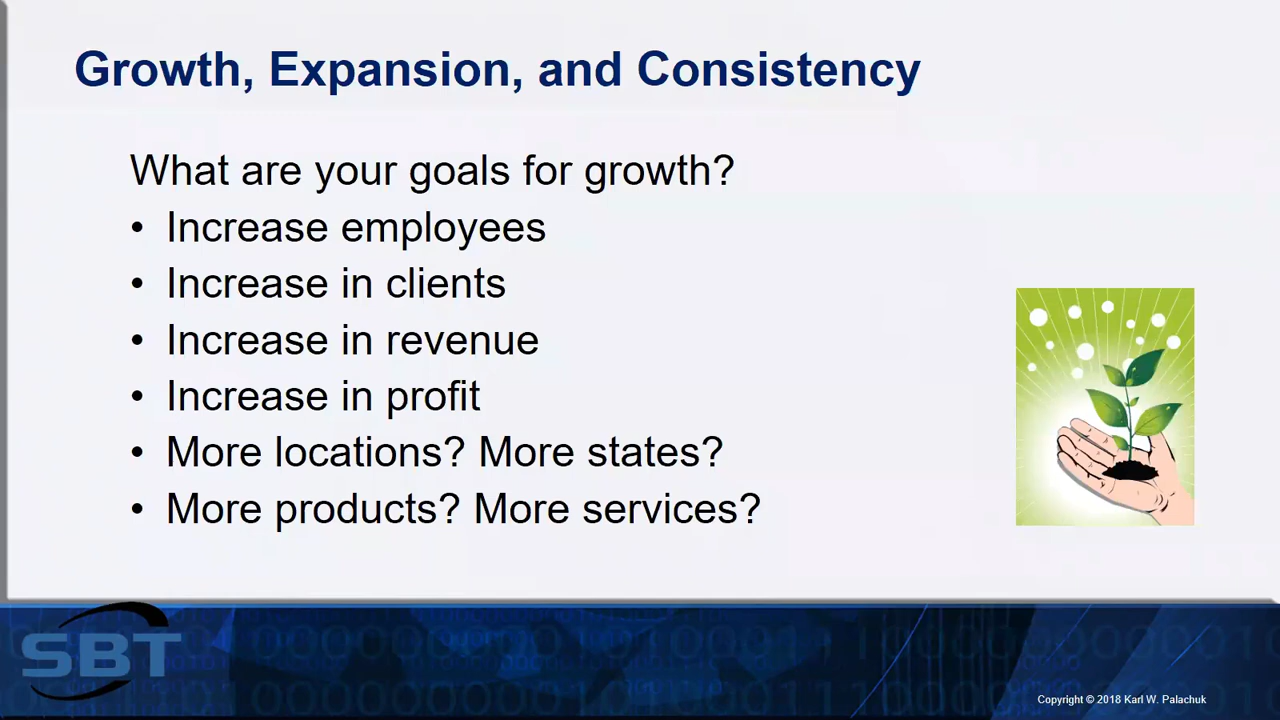 Growth, Expansion, and Consistency
What are your goals for growth?
• Increase employees
• Increase in clients
• Increase in revenue
• Increase in profit
• More locations? More states?
• More products? More services?
SBT
Copyright © 2018 Karl W. Palachuk